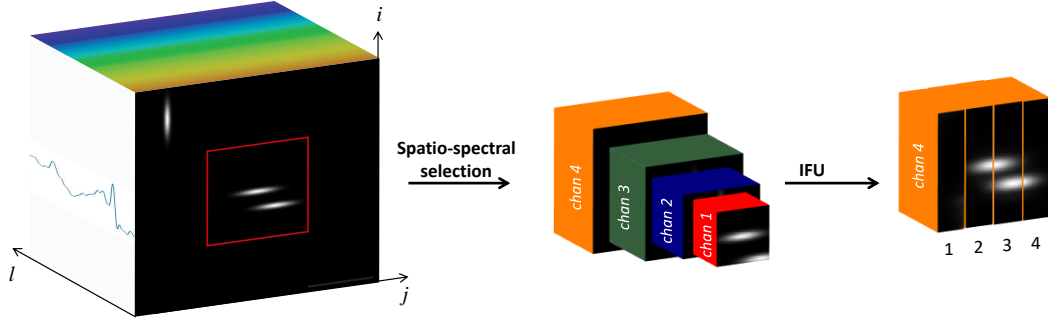 i
l
j
Spatio-spectral
selection
chan 4
chan 3
chan 2
chan 1
IFU
chan 4
1 2 3 4